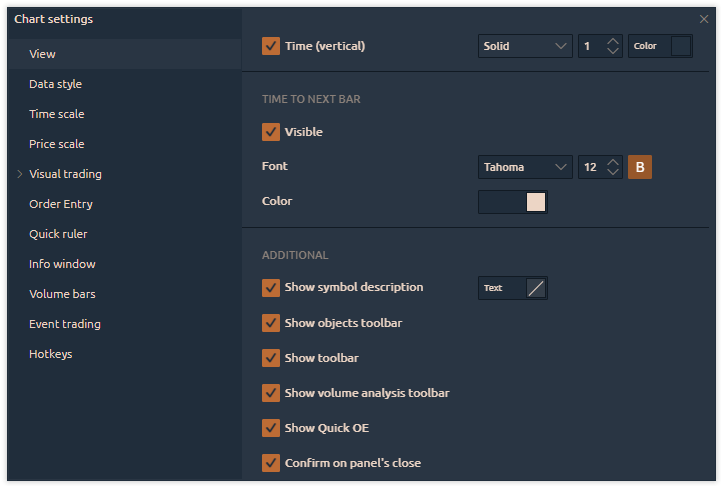 Chart settings
View
Data style
Time scale
Price scale
Visual trading
Order Entry
Quick ruler
Info window
Volume bars
Event trading
Hotkeys
Time (vertical) Solid 1 Color
TIME TO NEXT BAR
Visible
Font Tahoma 12 B
Color
ADDITIONAL
Show symbol description Text
Show objects toolbar
Show toolbar
Show volume analysis toolbar
Show Quick OE
Confirm on panel's close